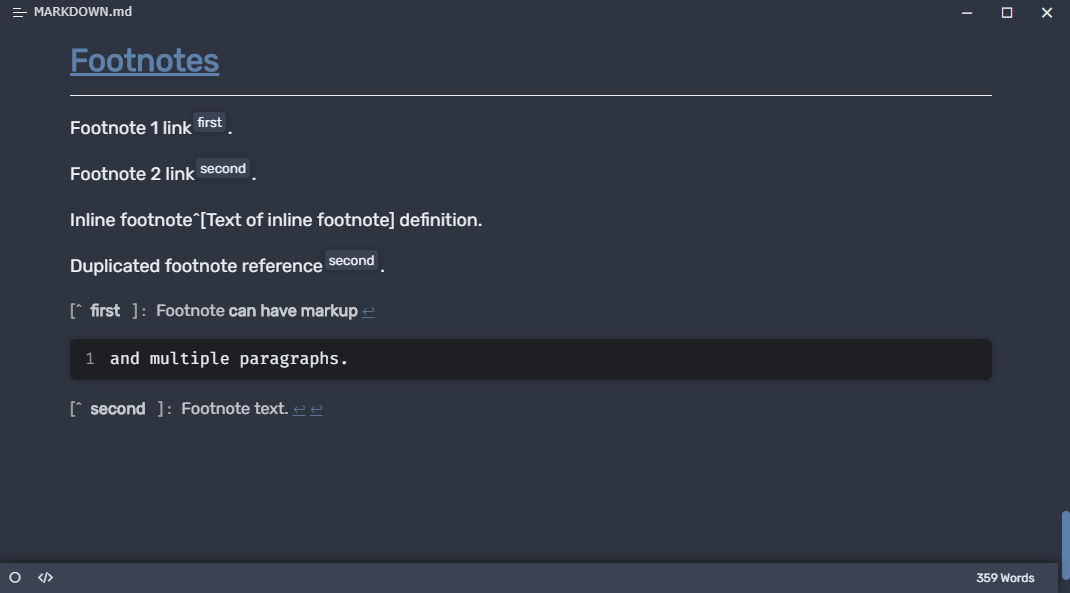 MARKDOWN.md
Footnotes
Footnote 1 link first .
Footnote 2 link second .
Inline footnote^[Text of inline footnote] definition.
Duplicated footnote reference second .
[^ first ]: Footnote can have markup ↩
1 and multiple paragraphs.
[^ second ]: Footnote text. ↩ ↩
</> 359 Words